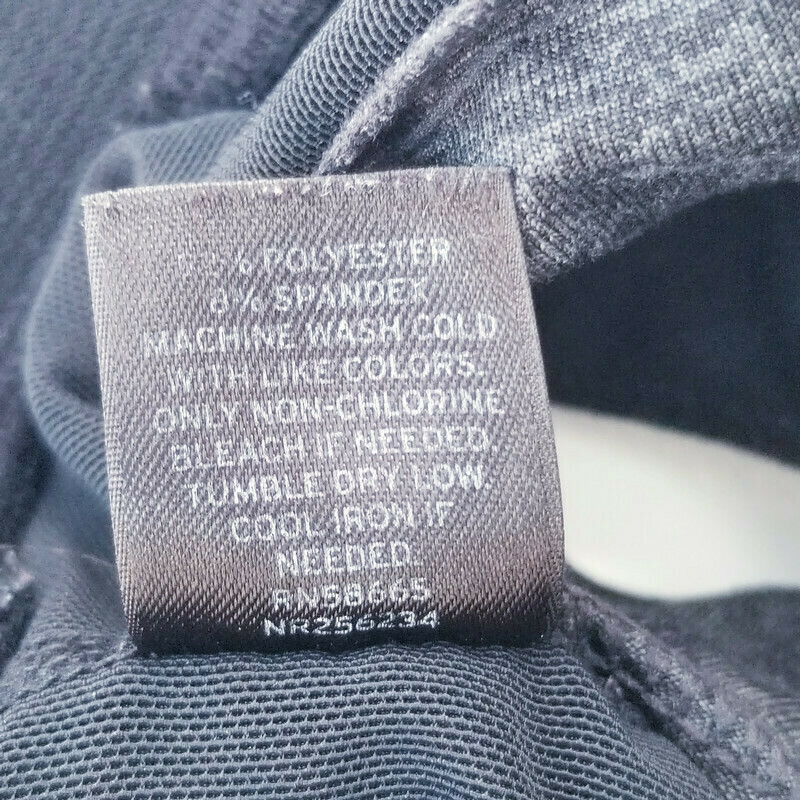 % POLYESTER
8% SPANDEX
MACHINE WASH COLD
WITH LIKE COLORS.
ONLY NON-CHLORINE
BLEACH IF NEEDED.
TUMBLE DRY LOW.
COOL IRON IF
NEEDED.
RN58665
NR256234